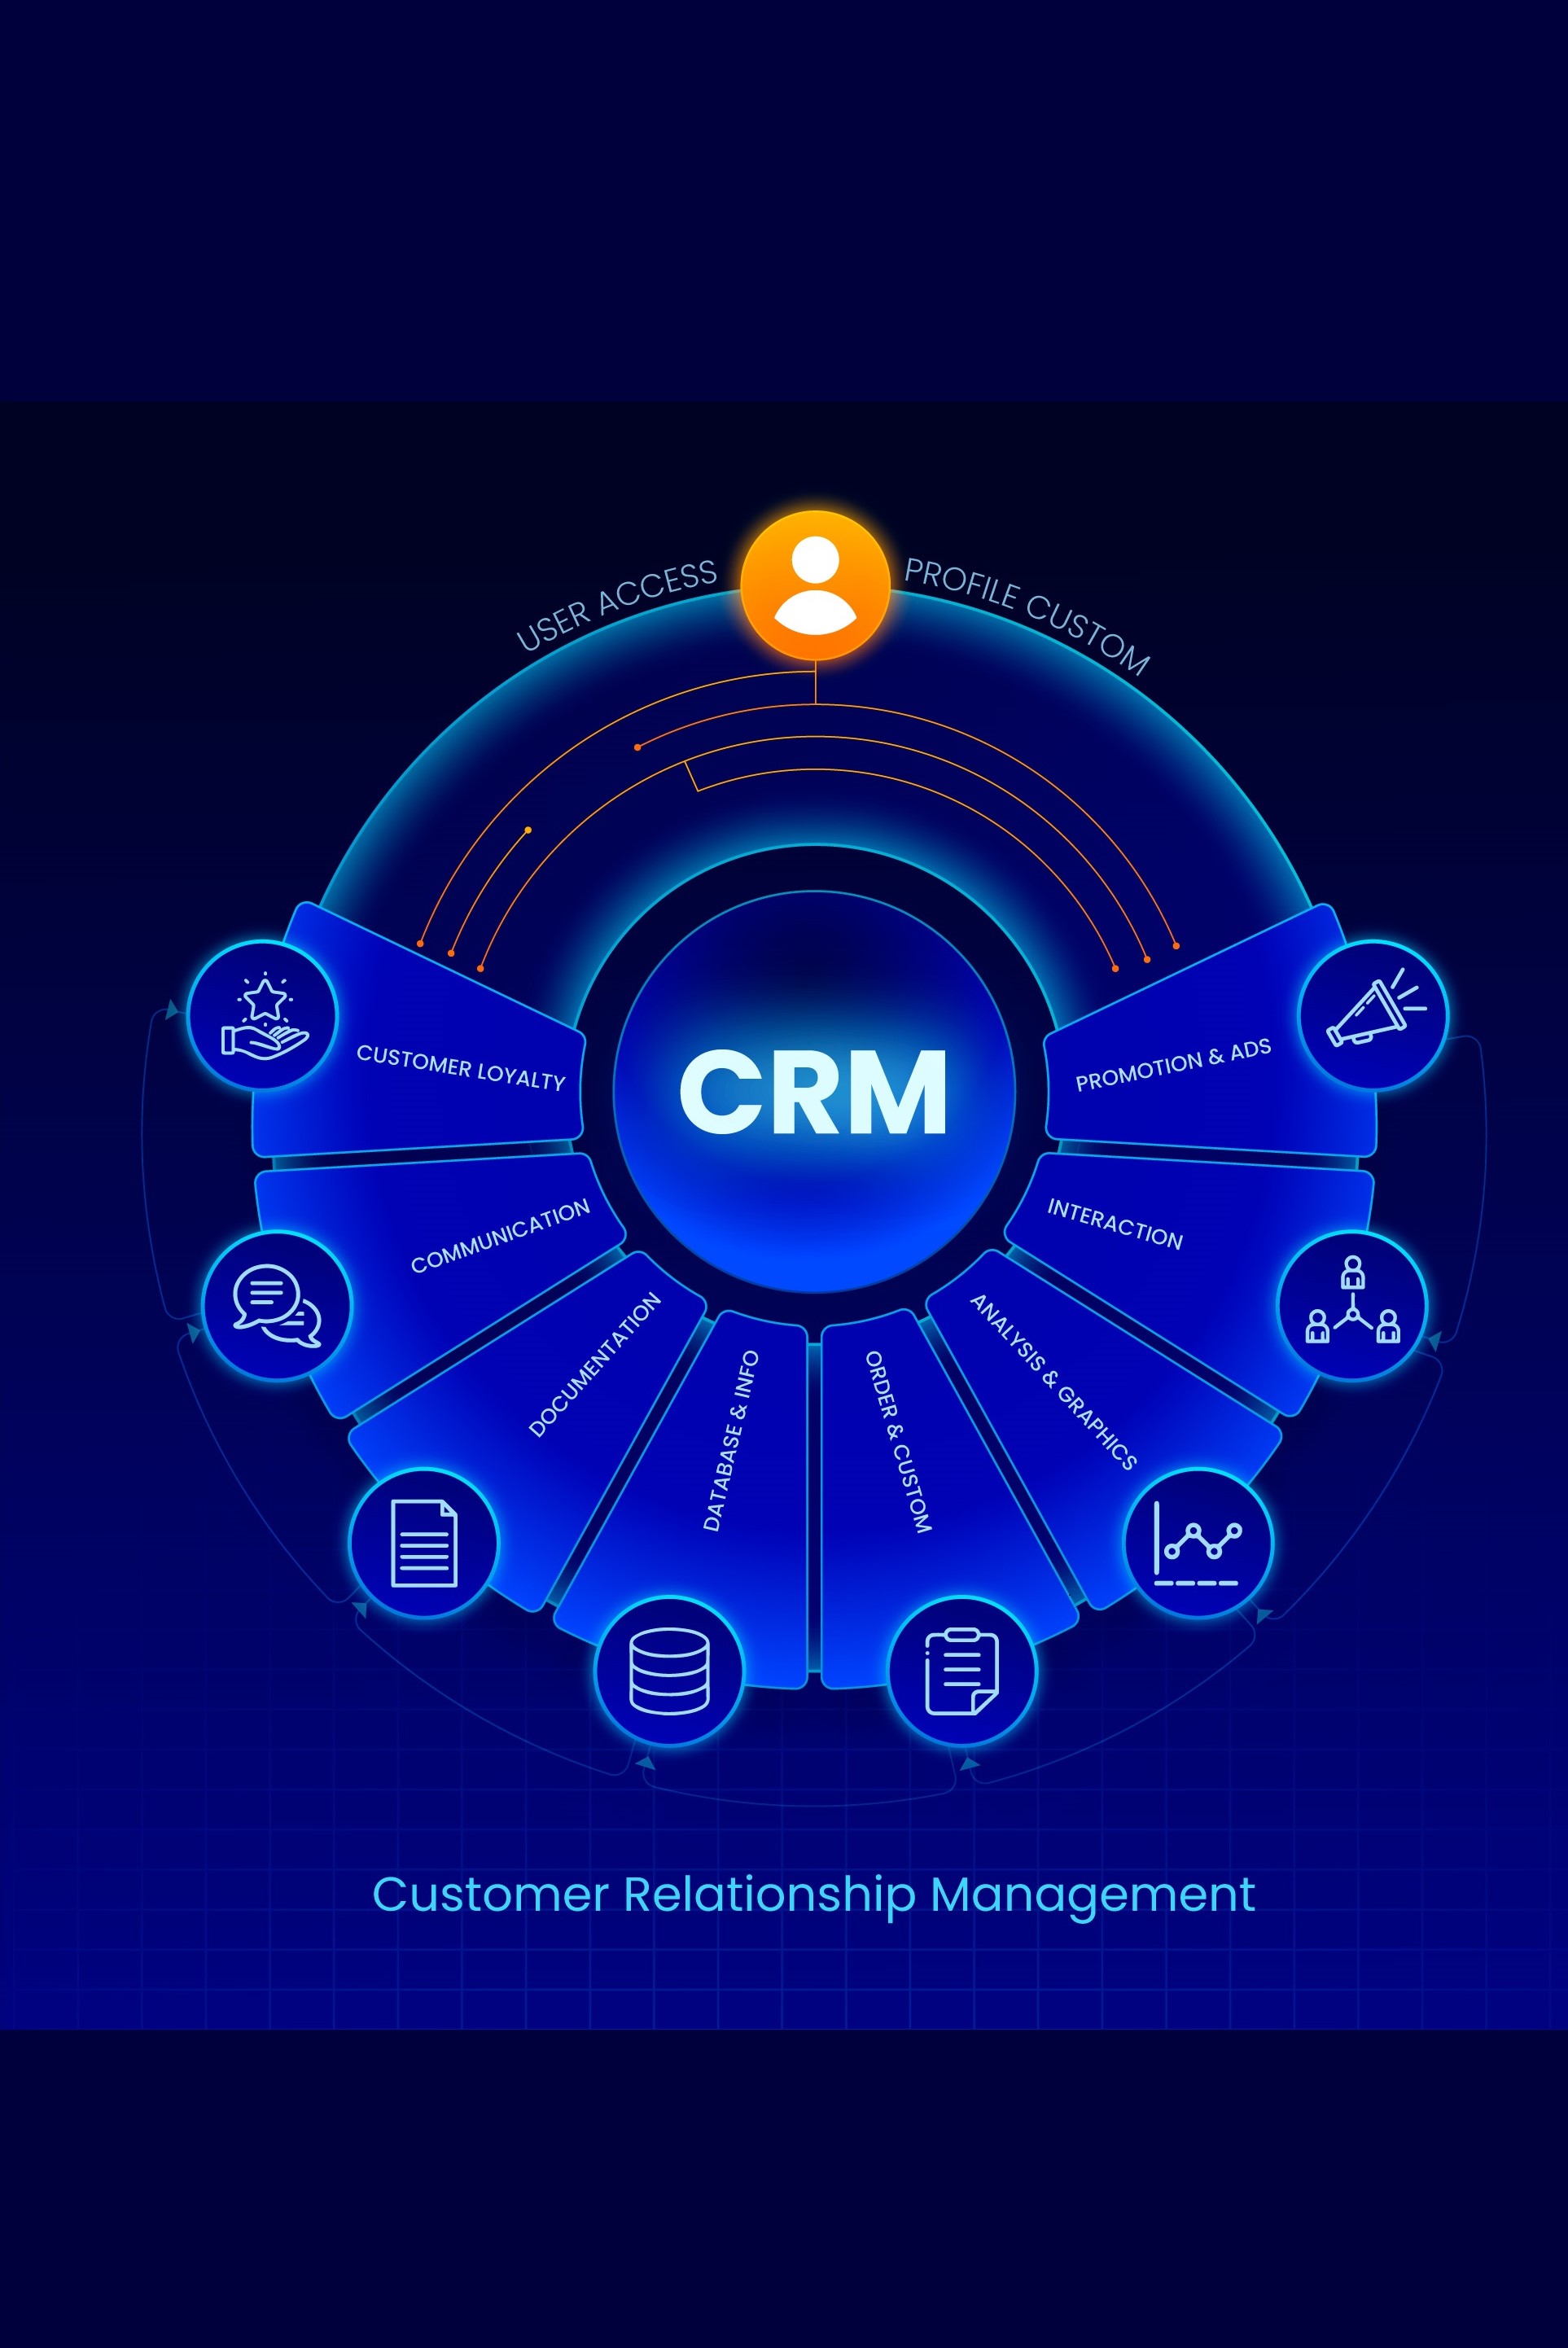 USER ACCESS
PROFILE CUSTOM
CRM
CUSTOMER LOYALTY
PROMOTION & ADS
COMMUNICATION
INTERACTION
DOCUMENTATION
ANALYSIS & GRAPHICS
DATABASE & INFO
ORDER & CUSTOM
Customer Relationship Management